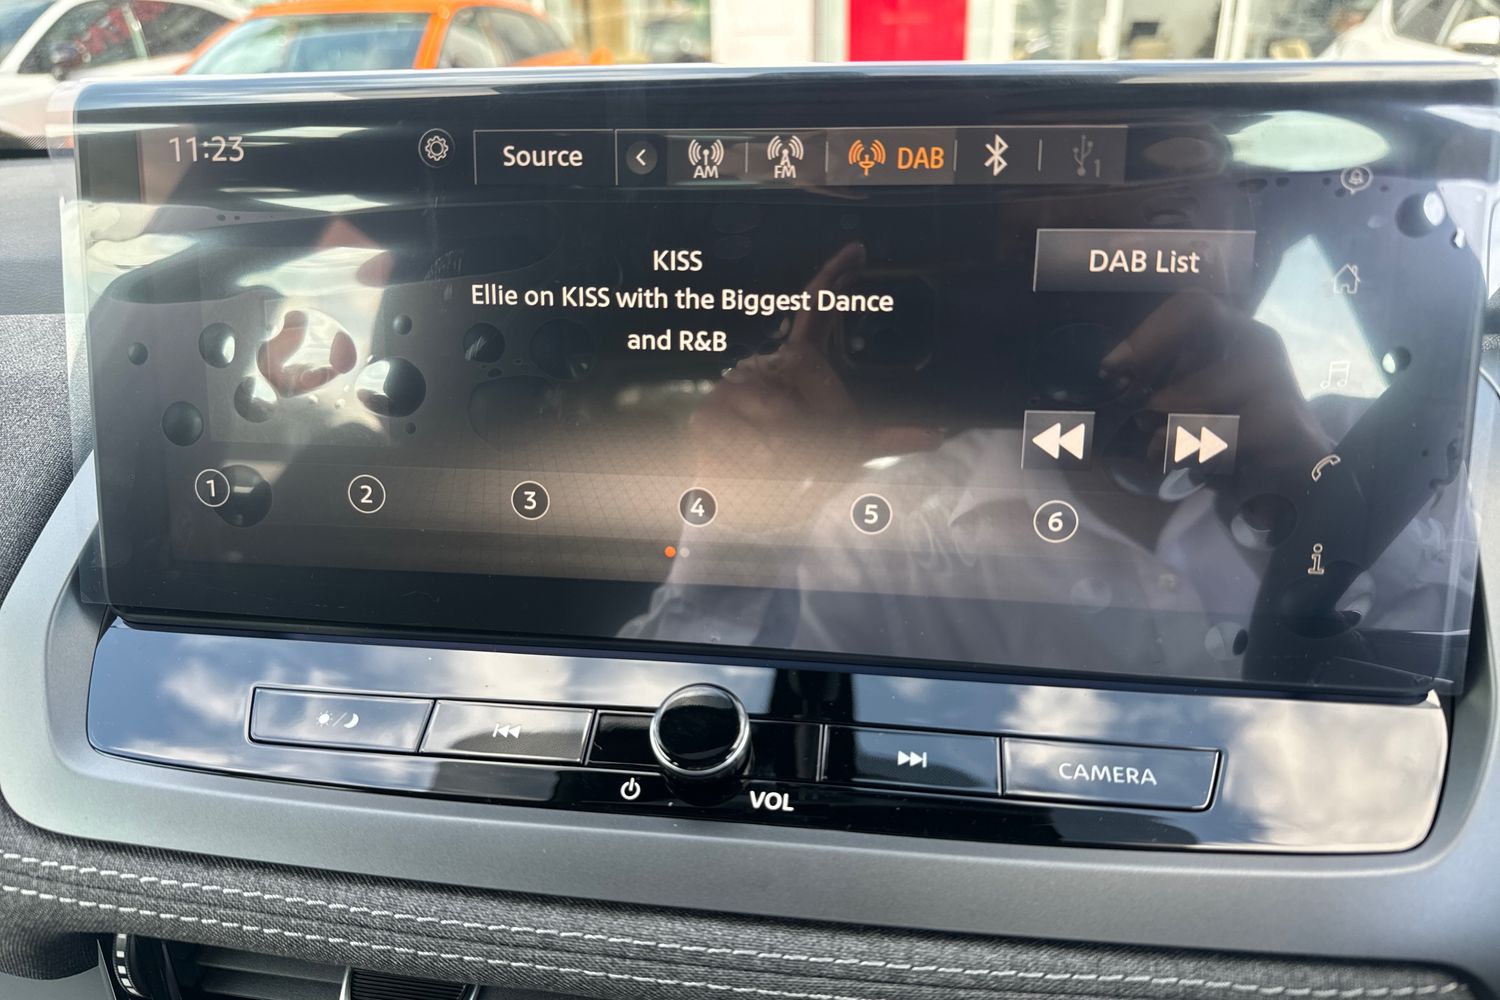 11:23
Source
AM
FM
DAB
1
KISS
DAB List
Ellie on KISS with the Biggest Dance
and R&B
1
2
3
4
5
6
VOL
CAMERA